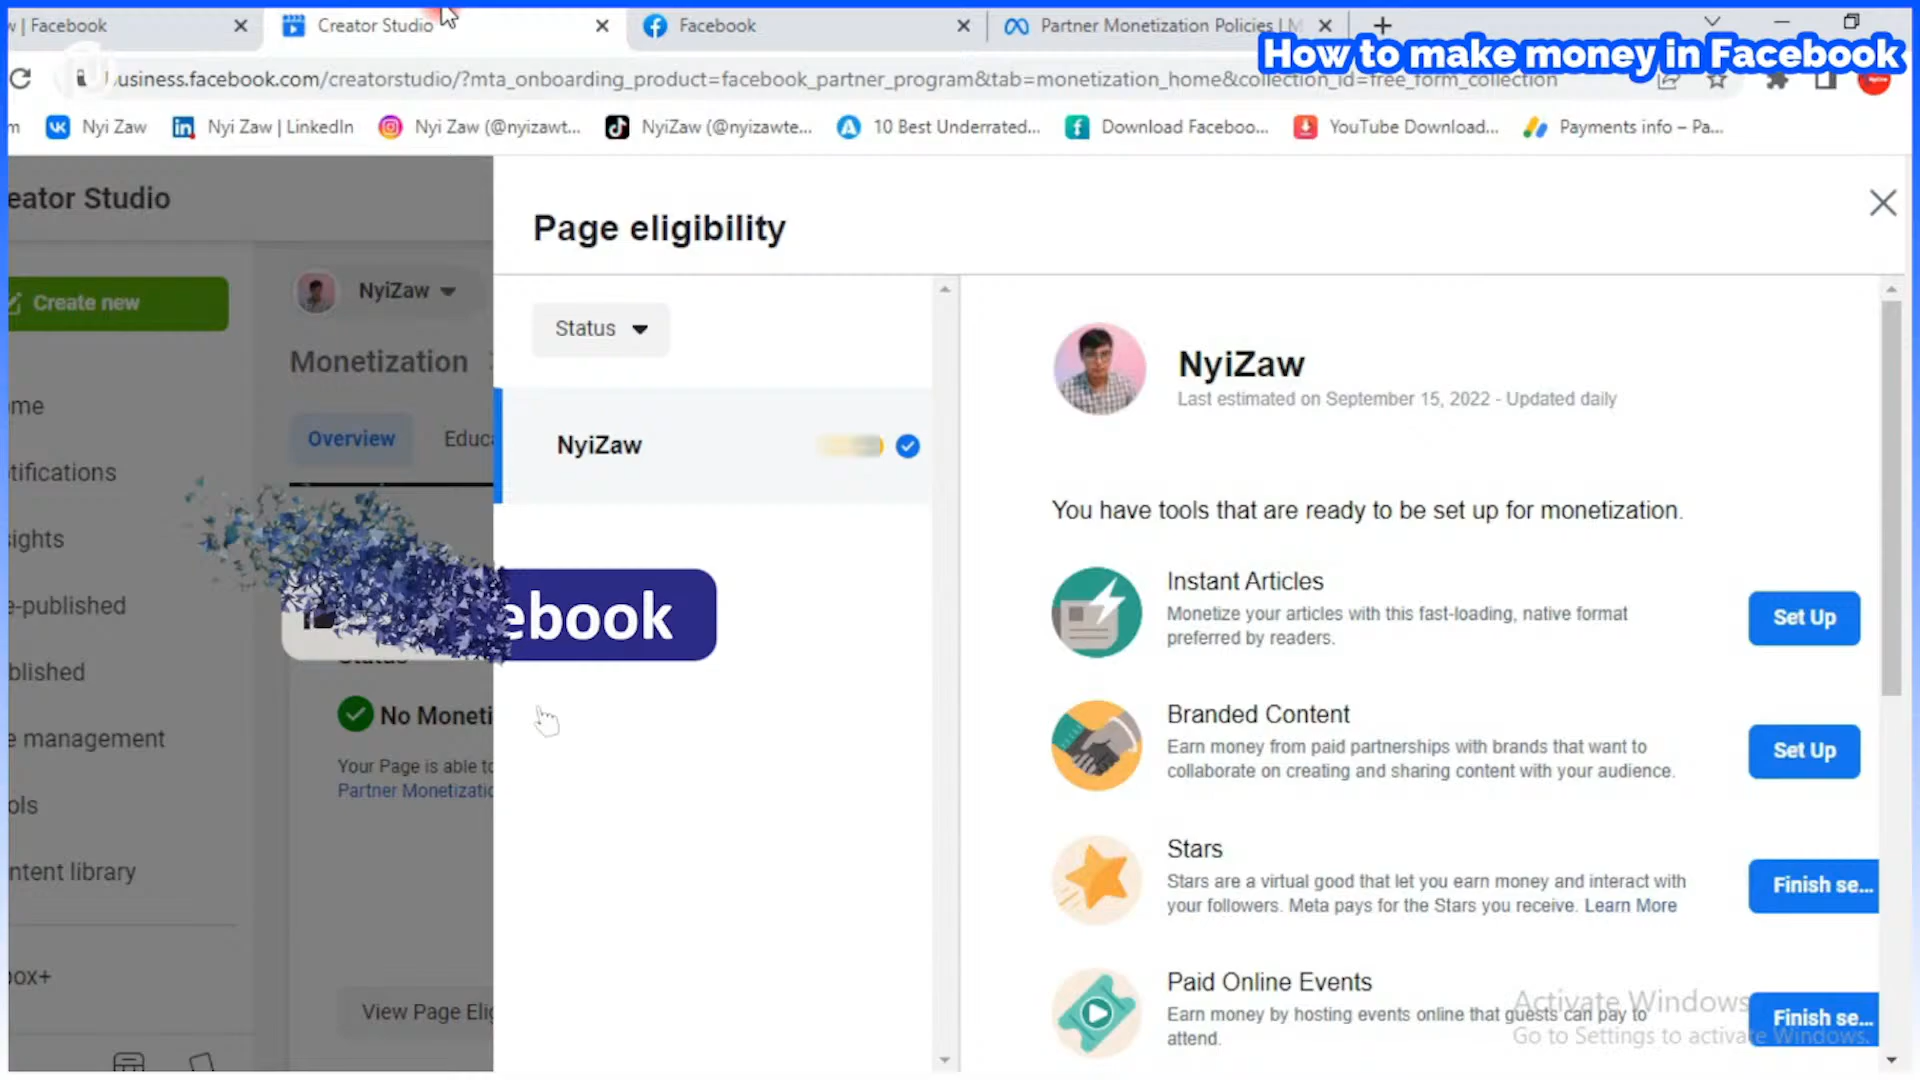 w | Facebook
Creator Studio
Facebook
Partner Monetization Policies | M
How to make money in Facebook
business.facebook.com/creatorstudio/?mta_onboarding_product=facebook_partner_program&tab=monetization_home&collection_id=free_form_collection
m
Nyi Zaw
Nyi Zaw | LinkedIn
Nyi Zaw (@nyizawt...
NyiZaw (@nyizawte...
10 Best Underrated...
Download Faceboo...
YouTube Download...
Payments info – Pa...
eator Studio
Create new
me
tifications
sights
e-published
blished
e management
ols
ntent library
box+
NyiZaw
Monetization
Overview
Educa
ebook
Status
No Moneti
Your Page is able to
Partner Monetizatio
View Page Elig
Page eligibility
Status
NyiZaw
NyiZaw
Last estimated on September 15, 2022 - Updated daily
You have tools that are ready to be set up for monetization.
Instant Articles
Monetize your articles with this fast-loading, native format
preferred by readers.
Set Up
Branded Content
Earn money from paid partnerships with brands that want to
collaborate on creating and sharing content with your audience.
Set Up
Stars
Stars are a virtual good that let you earn money and interact with
your followers. Meta pays for the Stars you receive. Learn More
Finish se...
Paid Online Events
Earn money by hosting events online that guests can pay to
attend.
Finish se...
Activate Windows
Go to Settings to activate Windows.